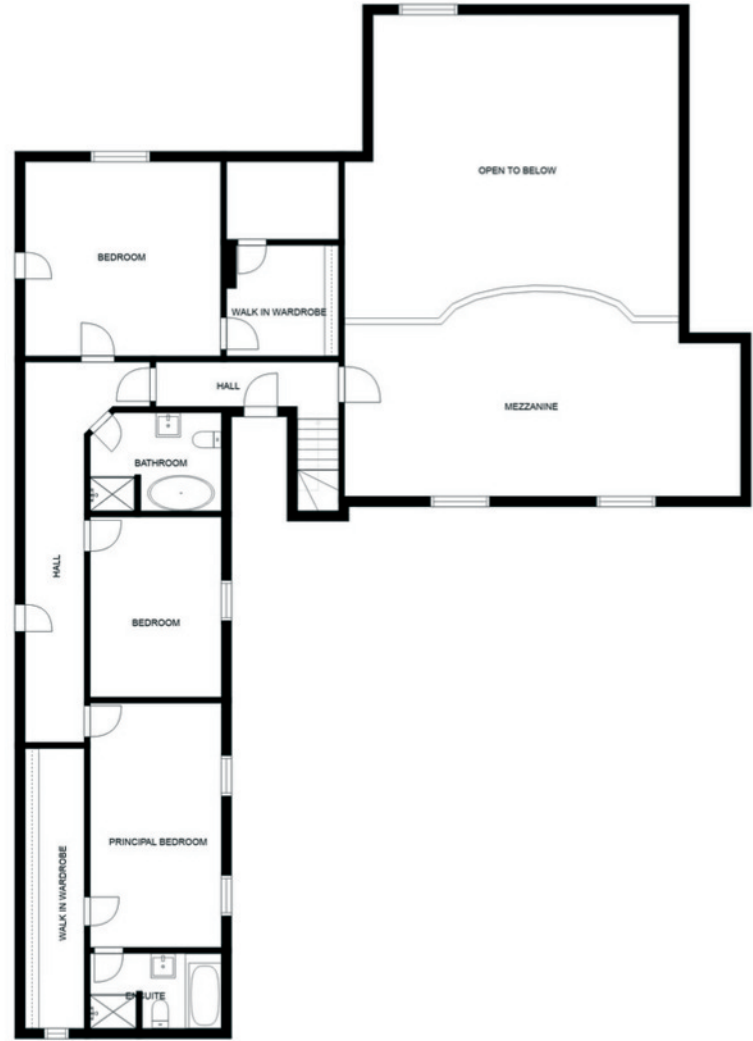 OPEN TO BELOW
BEDROOM
WALK IN WARDROBE
HALL
MEZZANINE
BATHROOM
HALL
BEDROOM
PRINCIPAL BEDROOM
WALK IN WARDROBE
ENSUITE